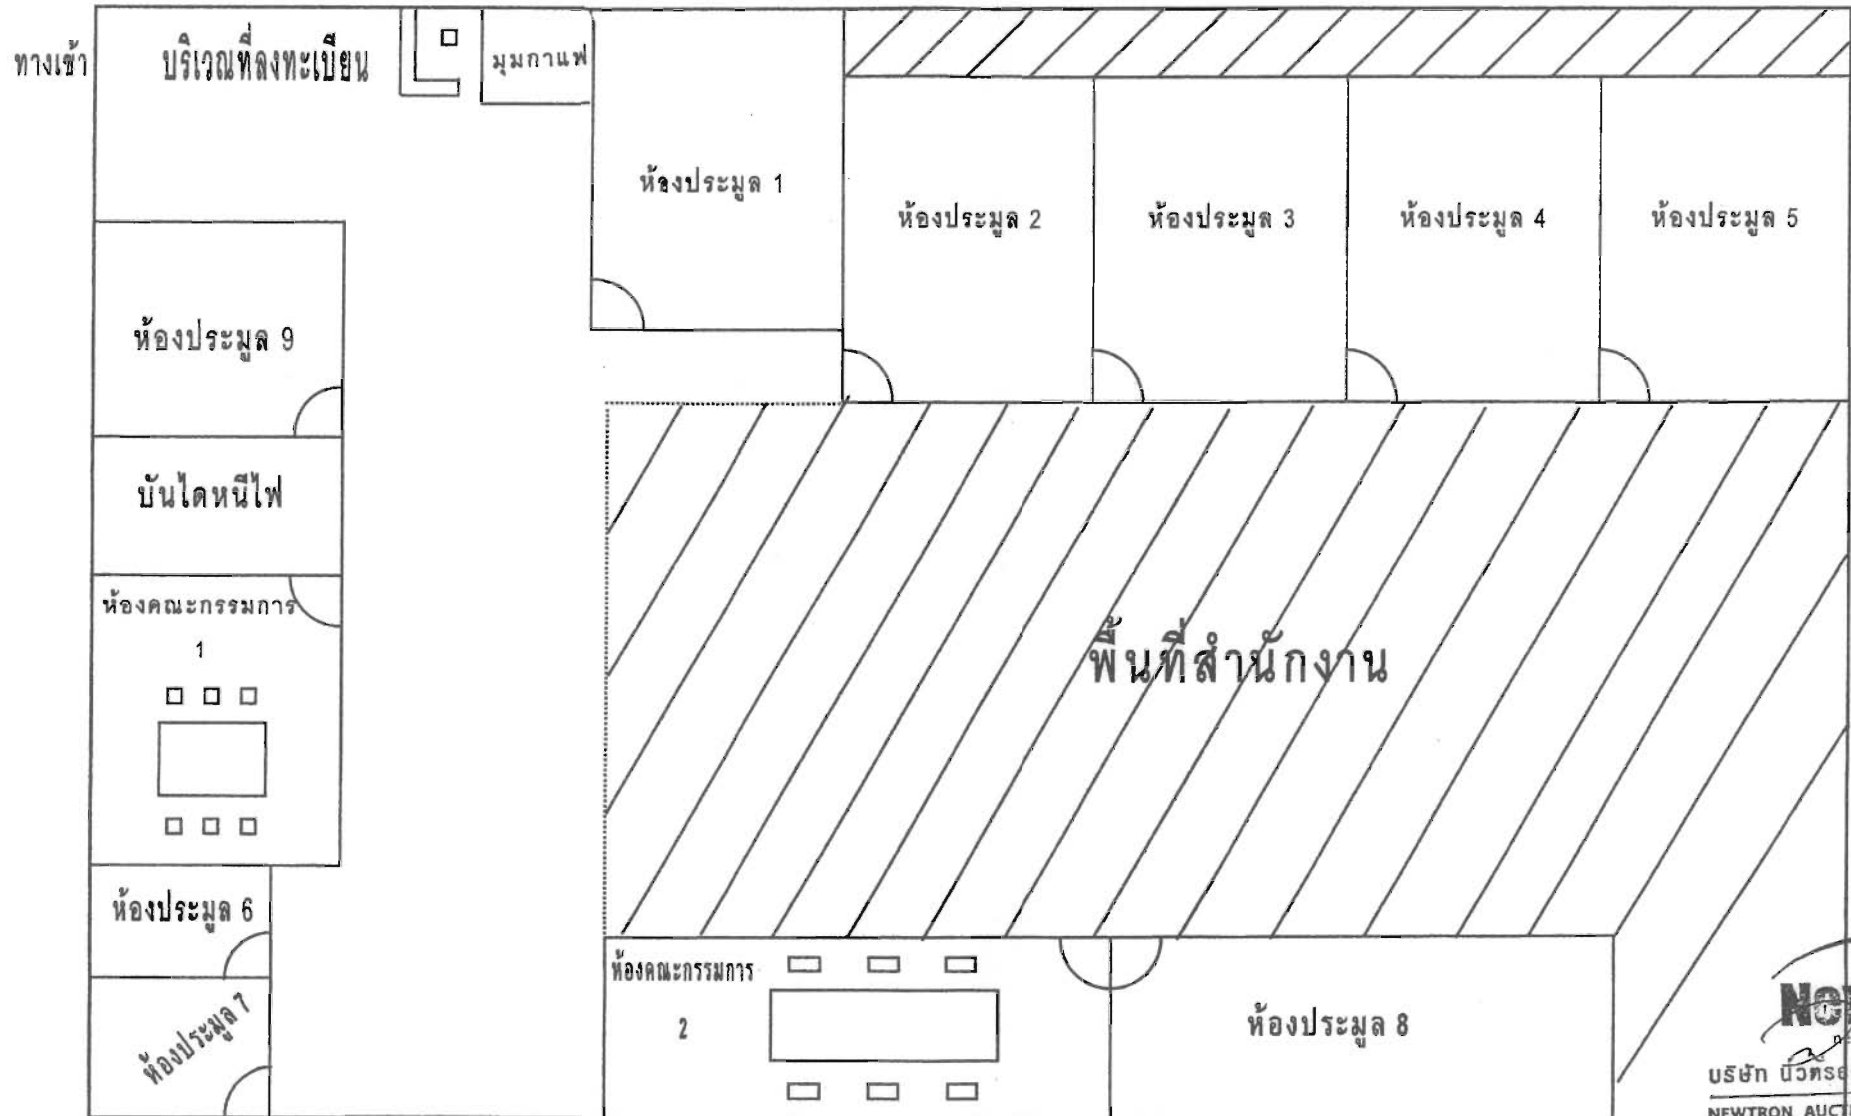 ทางเข้า
บริเวณที่ลงทะเบียน
มุมกาแฟ
ห้องประมูล 1
ห้องประมูล 2
ห้องประมูล 3
ห้องประมูล 4
ห้องประมูล 5
ห้องประมูล 9
บันไดหนีไฟ
ห้องคณะกรรมการ
1
พื้นที่สำนักงาน
ห้องประมูล 6
ห้องประมูล 7
ห้องคณะกรรมการ
2
ห้องประมูล 8
บริษัท
NEWTRON